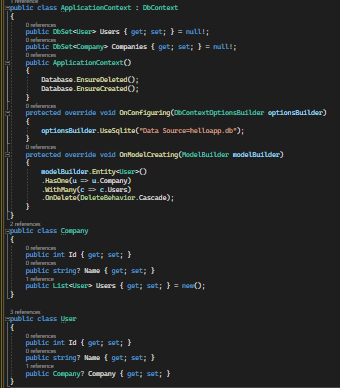 1 reference
public class ApplicationContext : DbContext
{
0 references
public DbSet<User> Users { get; set; } = null!;
0 references
public DbSet<Company> Companies { get; set; } = null!;
0 references
public ApplicationContext()
{
Database.EnsureDeleted();
Database.EnsureCreated();
}
0 references
protected override void OnConfiguring(DbContextOptionsBuilder optionsBuilder)
{
optionsBuilder.UseSqlite("Data Source=helloapp.db");
}
0 references
protected override void OnModelCreating(ModelBuilder modelBuilder)
{
modelBuilder.Entity<User>()
.HasOne(u => u.Company)
.WithMany(c => c.Users)
.OnDelete(DeleteBehavior.Cascade);
}
}
2 references
public class Company
{
0 references
public int Id { get; set; }
0 references
public string? Name { get; set; }
1 reference
public List<User> Users { get; set; } = new();
}
3 references
public class User
{
0 references
public int Id { get; set; }
0 references
public string? Name { get; set; }
1 reference
public Company? Company { get; set; }
}